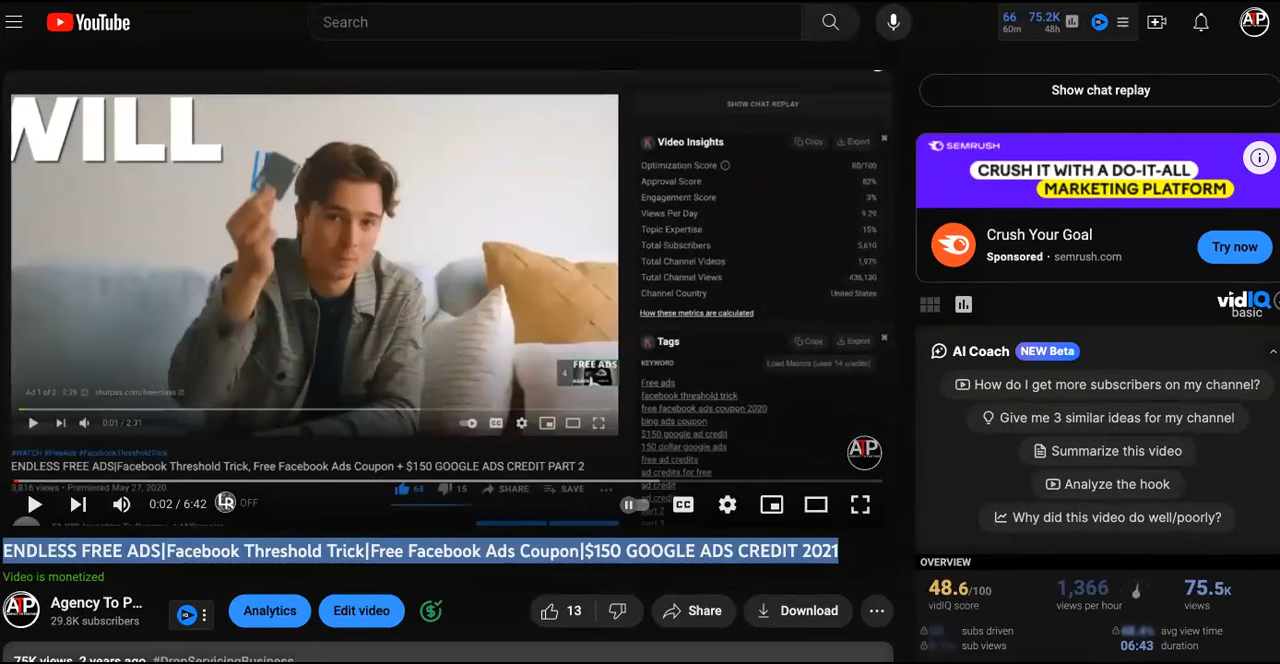 YouTube
Search
66 75.2K
60m 48h
ATP
Show chat replay
WILL
SHOW CHAT REPLAY
Video Insights Copy Export
Optimization Score 80/100
Approval Score 82%
Engagement Score 3%
Views Per Day 9.29
Topic Expertise 15%
Total Subscribers 5,610
Total Channel Videos 1,979
Total Channel Views
Channel Country United States
How these metrics are calculated
Tags Copy Export
KEYWORD Load Metrics (uses 14 credits)
Free ads
facebook threshold trick
free facebook ads coupon 2020
bing ads coupon
$150 google ad credit
150 dollar google ads
free ad credits
ad credits for free
ad credit
part 2
4 FREE ADS
Ad 1 of 2 · 2:29 shurpas.com/free-class
0:01 / 2:31
#WATCH #FreeAds #FacebookThresholdTrick
ENDLESS FREE ADS|Facebook Threshold Trick, Free Facebook Ads Coupon + $150 GOOGLE ADS CREDIT PART 2
3,816 views • Premiered May 27, 2020 68 15 SHARE SAVE
ATP
0:02 / 6:42 LR OFF CC
ENDLESS FREE ADS|Facebook Threshold Trick|Free Facebook Ads Coupon|$150 GOOGLE ADS CREDIT 2021
Video is monetized
ATP
Agency To P...
29.8K subscribers
Analytics
Edit video
13
Share
Download
75K views 2 years ago #DropServicingBusiness
SEMRUSH
CRUSH IT WITH A DO-IT-ALL
MARKETING PLATFORM
Crush Your Goal
Sponsored · semrush.com
Try now
vidIQ
basic
AI Coach NEW Beta
How do I get more subscribers on my channel?
Give me 3 similar ideas for my channel
Summarize this video
Analyze the hook
Why did this video do well/poorly?
OVERVIEW
48.6/100 1,366 75.5K
vidIQ score views per hour views
subs driven avg view time
sub views 06:43 duration